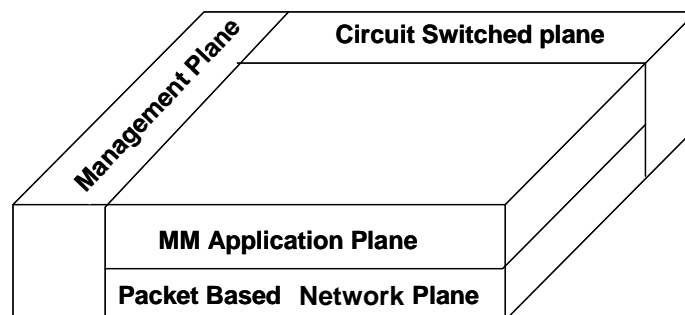 Circuit Switched plane
Management Plane
MM Application Plane
Packet Based Network Plane